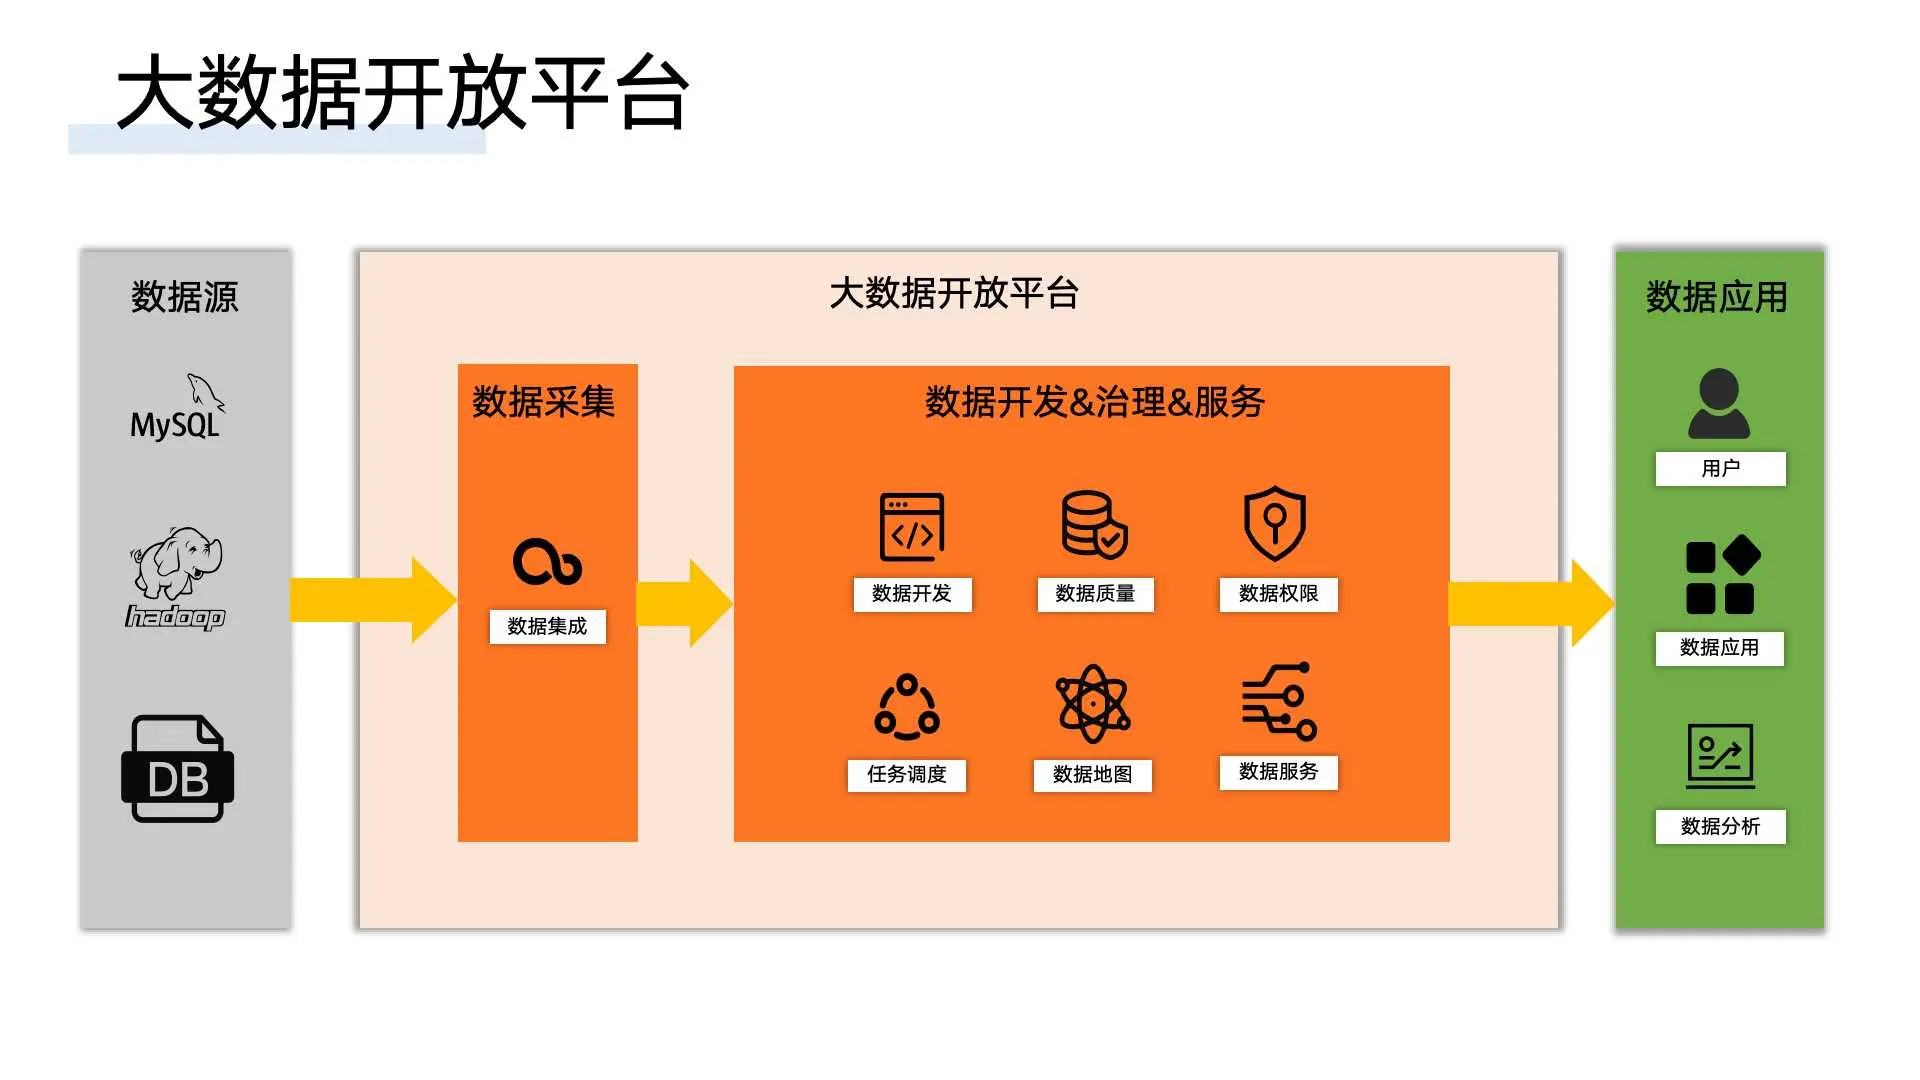 大数据开放平台
数据源
MySQL
hadoop
DB
大数据开放平台
数据采集
数据集成
数据开发&治理&服务
数据开发
数据质量
数据权限
任务调度
数据地图
数据服务
数据应用
用户
数据应用
数据分析